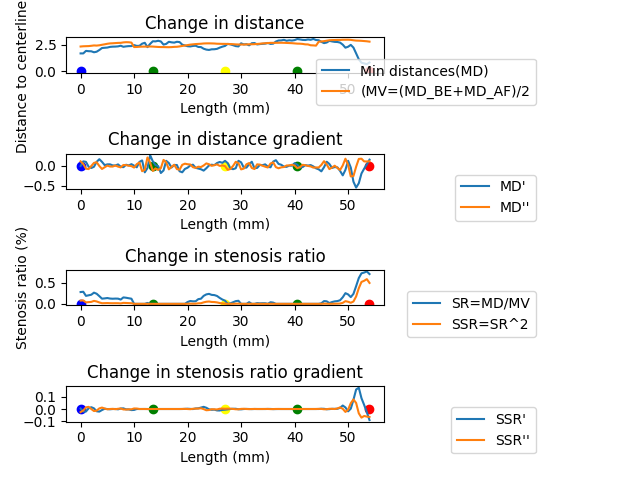 Change in distance
Distance to centerline
2.5
0.0
0 10 20 30 40 50
Length (mm)
Min distances(MD)
(MV=(MD_BE+MD_AF)/2
Change in distance gradient
0.0
−0.5
0 10 20 30 40 50
Length (mm)
MD'
MD''
Change in stenosis ratio
Stenosis ratio (%)
0.5
0.0
0 10 20 30 40 50
Length (mm)
SR=MD/MV
SSR=SR^2
Change in stenosis ratio gradient
0.1
0.0
−0.1
0 10 20 30 40 50
Length (mm)
SSR'
SSR''